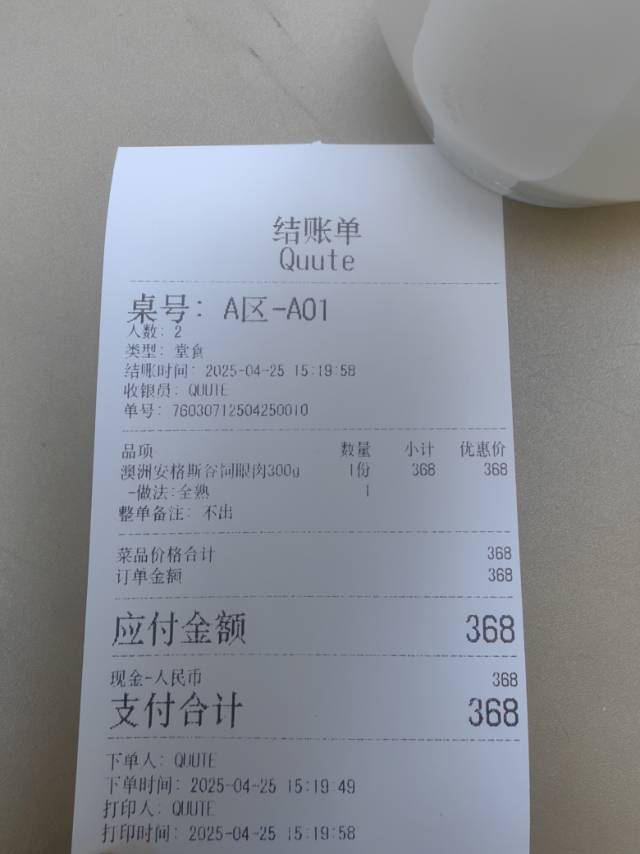 结账单
Quute
桌号: A区-A01
人数: 2
类型: 堂食
结账时间: 2025-04-25 15:19:58
收银员: QUUTE
单号: 76030712504250010
品项 数量 小计 优惠价
澳洲安格斯谷饲眼肉300g 1份 368 368
-做法:全熟 1
整单备注: 不出
菜品价格合计 368
订单金额 368
应付金额 368
现金-人民币 368
支付合计 368
下单人: QUUTE
下单时间: 2025-04-25 15:19:49
打印人: QUUTE
打印时间: 2025-04-25 15:19:58